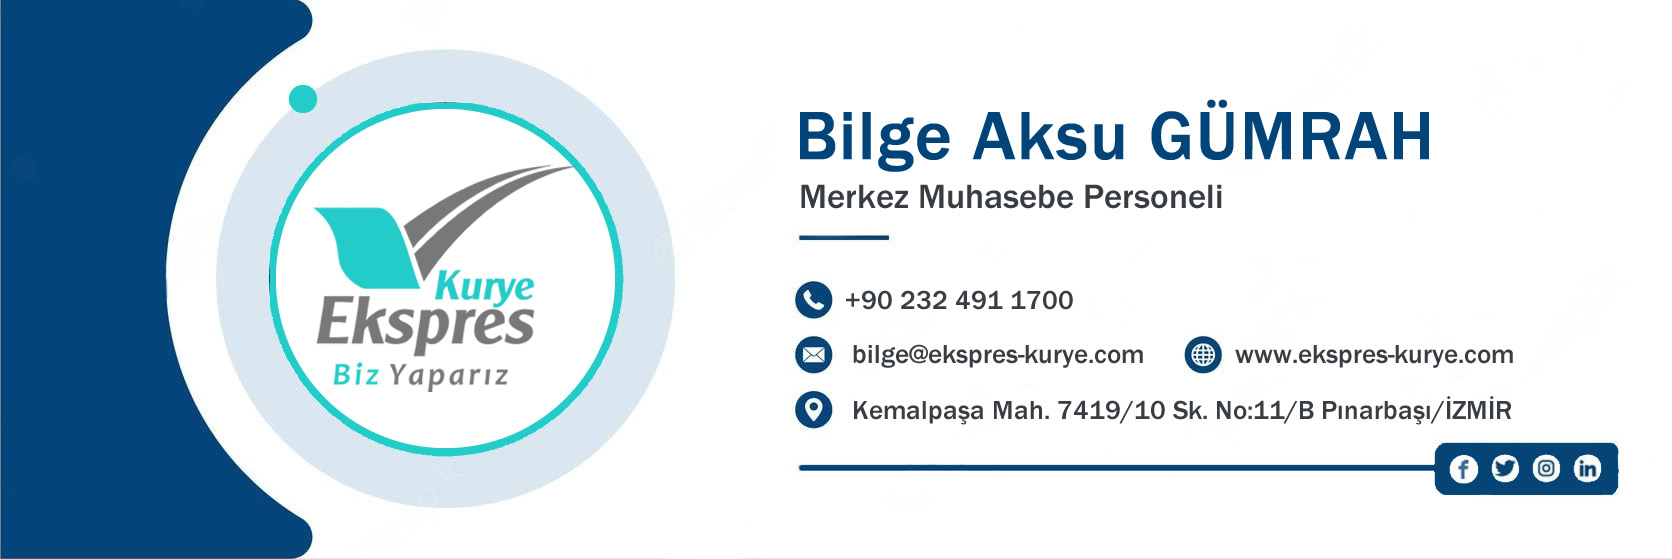 Kurye
Ekspres
Biz Yaparız
Bilge Aksu GÜMRAH
Merkez Muhasebe Personeli
+90 232 491 1700
bilge@ekspres-kurye.com www.ekspres-kurye.com
Kemalpaşa Mah. 7419/10 Sk. No:11/B Pınarbaşı/İZMİR